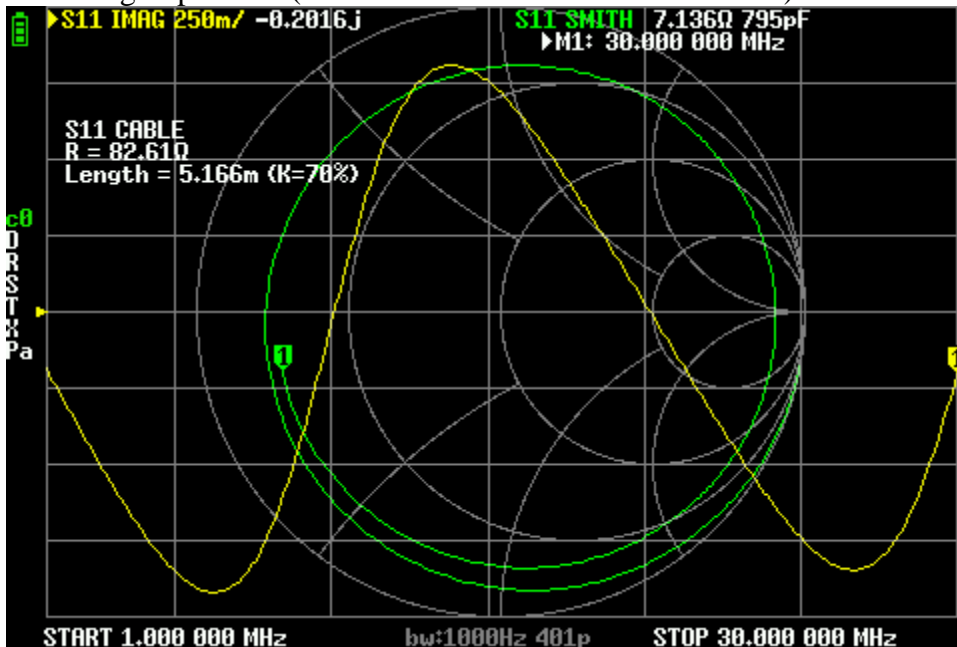 S11 IMAG 250m/ -0.2016j
S11 SMITH 7.136Ω 795pF
M1: 30.000 000 MHz
S11 CABLE
R = 82.61Ω
Length = 5.166m (K=70%)
c0
D
R
S
T
Pa
1
1
START 1.000 000 MHz
bw:1000Hz 401p
STOP 30.000 000 MHz